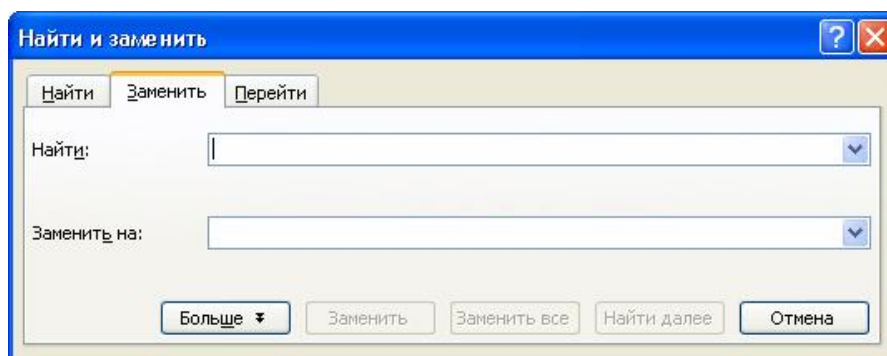 Найти и заменить
Найти Заменить Перейти
Найти:
Заменить на:
Больше Заменить Заменить все Найти далее Отмена